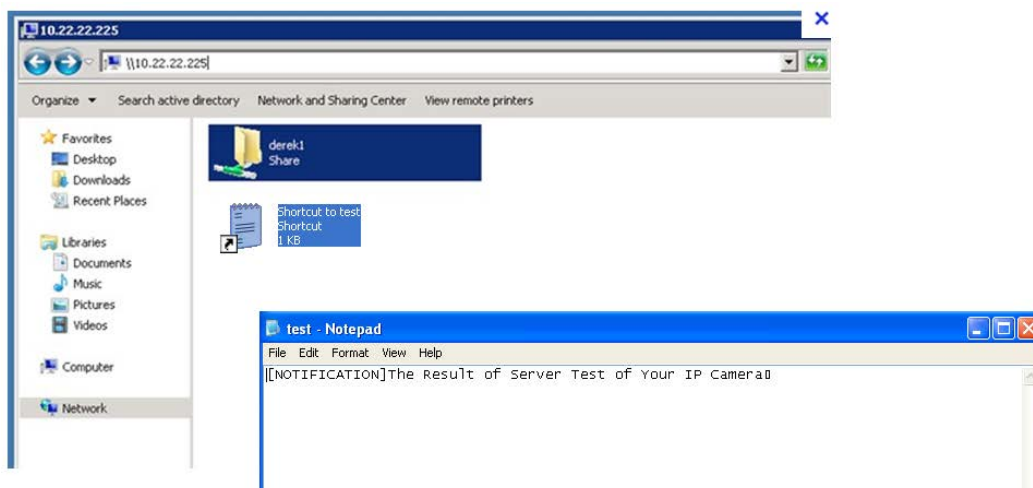 10.22.22.225
\\10.22.22.225
Organize Search active directory Network and Sharing Center View remote printers
Favorites
Desktop
Downloads
Recent Places
Libraries
Documents
Music
Pictures
Videos
Computer
Network
derek1
Share
Shortcut to test
Shortcut
1 KB
test - Notepad
File Edit Format View Help
[NOTIFICATION]The Result of Server Test of Your IP Camera▯